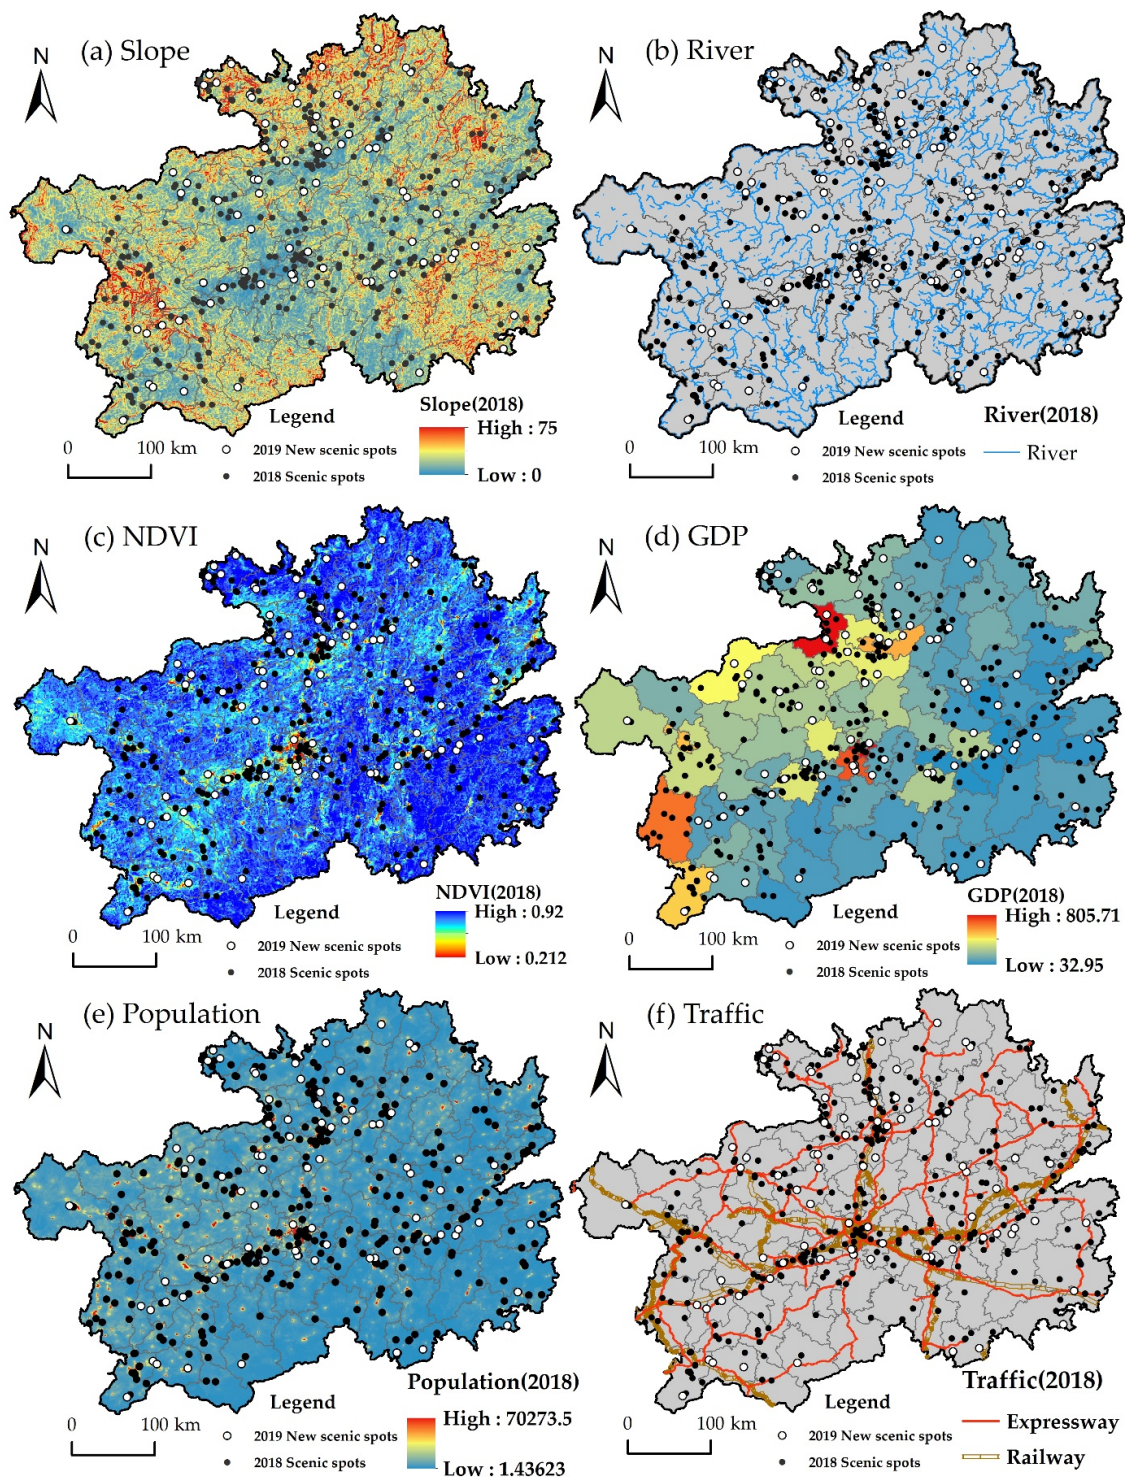 (a) Slope
N
Legend
Slope(2018)
High : 75
Low : 0
0 100 km
2019 New scenic spots
2018 Scenic spots
(b) River
N
Legend
River(2018)
River
0 100 km
2019 New scenic spots
2018 Scenic spots
(c) NDVI
N
Legend
NDVI(2018)
High : 0.92
Low : 0.212
0 100 km
2019 New scenic spots
2018 Scenic spots
(d) GDP
N
Legend
GDP(2018)
High : 805.71
Low : 32.95
0 100 km
2019 New scenic spots
2018 Scenic spots
(e) Population
N
Legend
Population(2018)
High : 70273.5
Low : 1.43623
0 100 km
2019 New scenic spots
2018 Scenic spots
(f) Traffic
N
Legend
Traffic(2018)
Expressway
Railway
0 100 km
2019 New scenic spots
2018 Scenic spots